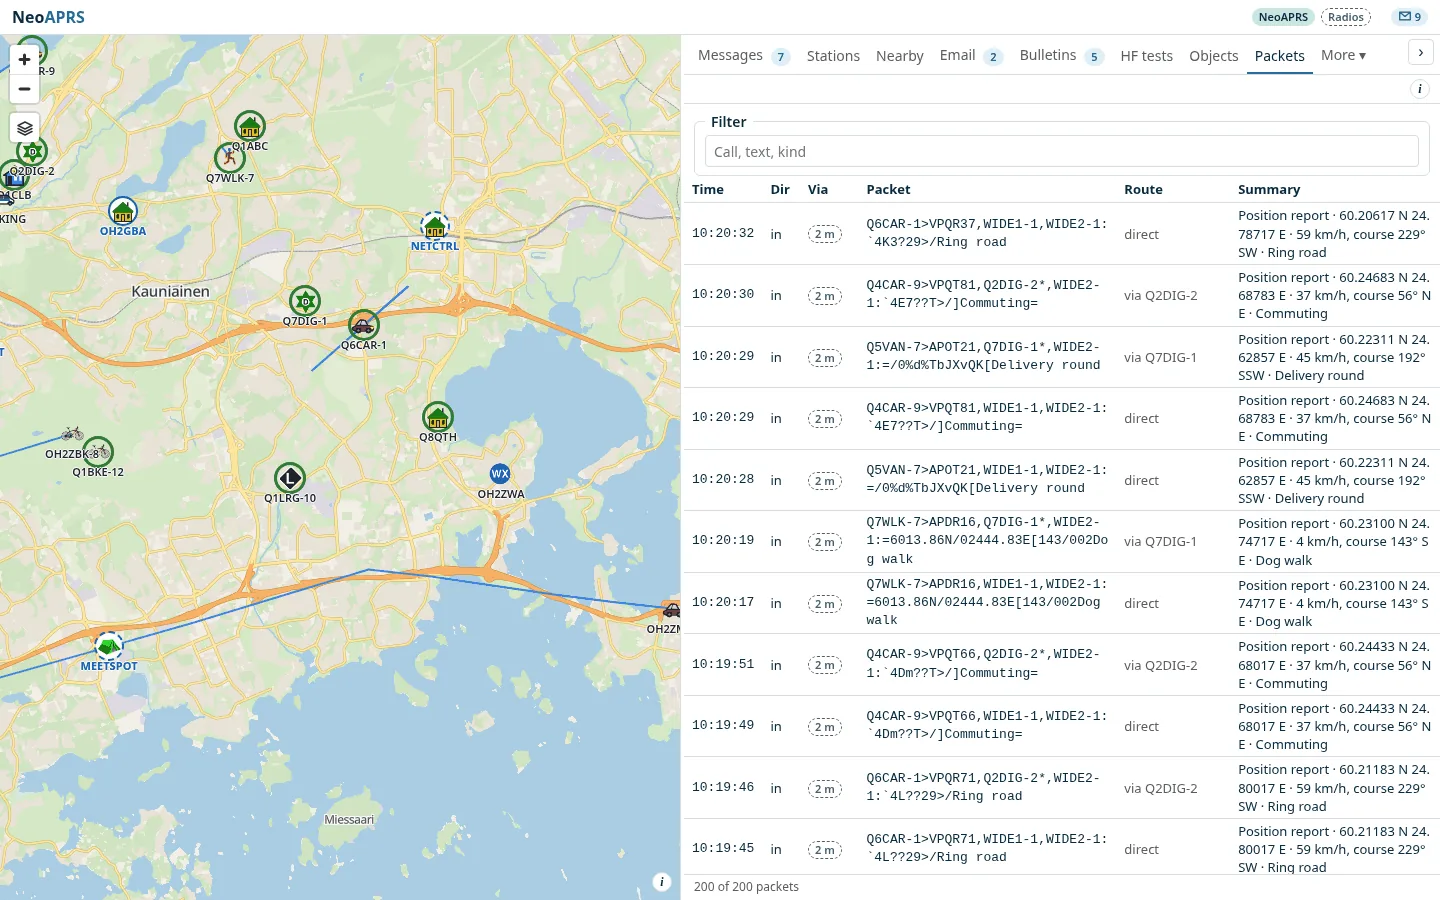 NeoAPRS
NeoAPRS
Radios
9
Messages 7
Stations
Nearby
Email 2
Bulletins 5
HF tests
Objects
Packets
More ▾
›
i
Filter
Call, text, kind
Time Dir Via Packet Route Summary
10:20:32 in 2 m
Q6CAR-1>VPQR37,WIDE1-1,WIDE2-1:
`4K3?29>/Ring road
direct
Position report · 60.20617 N 24.
78717 E · 59 km/h, course 229°
SW · Ring road
10:20:30 in 2 m
Q4CAR-9>VPQT81,Q2DIG-2*,WIDE2-
1:`4E7??T>/]Commuting=
via Q2DIG-2
Position report · 60.24683 N 24.
68783 E · 37 km/h, course 56° N
E · Commuting
10:20:29 in 2 m
Q5VAN-7>APOT21,Q7DIG-1*,WIDE2-
1:=/0%d%TbJXvQK[Delivery round
via Q7DIG-1
Position report · 60.22311 N 24.
62857 E · 45 km/h, course 192°
SSW · Delivery round
10:20:29 in 2 m
Q4CAR-9>VPQT81,WIDE1-1,WIDE2-1:
`4E7??T>/]Commuting=
direct
Position report · 60.24683 N 24.
68783 E · 37 km/h, course 56° N
E · Commuting
10:20:28 in 2 m
Q5VAN-7>APOT21,WIDE1-1,WIDE2-1:
=/0%d%TbJXvQK[Delivery round
direct
Position report · 60.22311 N 24.
62857 E · 45 km/h, course 192°
SSW · Delivery round
10:20:19 in 2 m
Q7WLK-7>APDR16,Q7DIG-1*,WIDE2-
1:=6013.86N/02444.83E[143/002Do
g walk
via Q7DIG-1
Position report · 60.23100 N 24.
74717 E · 4 km/h, course 143° S
E · Dog walk
10:20:17 in 2 m
Q7WLK-7>APDR16,WIDE1-1,WIDE2-1:
=6013.86N/02444.83E[143/002Dog
walk
direct
Position report · 60.23100 N 24.
74717 E · 4 km/h, course 143° S
E · Dog walk
10:19:51 in 2 m
Q4CAR-9>VPQT66,Q2DIG-2*,WIDE2-
1:`4Dm??T>/]Commuting=
via Q2DIG-2
Position report · 60.24433 N 24.
68017 E · 37 km/h, course 56° N
E · Commuting
10:19:49 in 2 m
Q4CAR-9>VPQT66,WIDE1-1,WIDE2-1:
`4Dm??T>/]Commuting=
direct
Position report · 60.24433 N 24.
68017 E · 37 km/h, course 56° N
E · Commuting
10:19:46 in 2 m
Q6CAR-1>VPQR71,Q2DIG-2*,WIDE2-
1:`4L??29>/Ring road
via Q2DIG-2
Position report · 60.21183 N 24.
80017 E · 59 km/h, course 229°
SW · Ring road
10:19:45 in 2 m
Q6CAR-1>VPQR71,WIDE1-1,WIDE2-1:
`4L??29>/Ring road
direct
Position report · 60.21183 N 24.
80017 E · 59 km/h, course 229°
SW · Ring road
200 of 200 packets
+
−
R-9
Q1ABC
D
Q2DIG-2
Q7WLK-7
CLB
KING
OH2GBA
NETCTRL
Kauniainen
D
Q7DIG-1
Q6CAR-1
T
Q8QTH
OH2ZBK-8
Q1BKE-12
L
Q1LRG-10
WX
OH2ZWA
OH2ZM
MEETSPOT
Miessaari
i